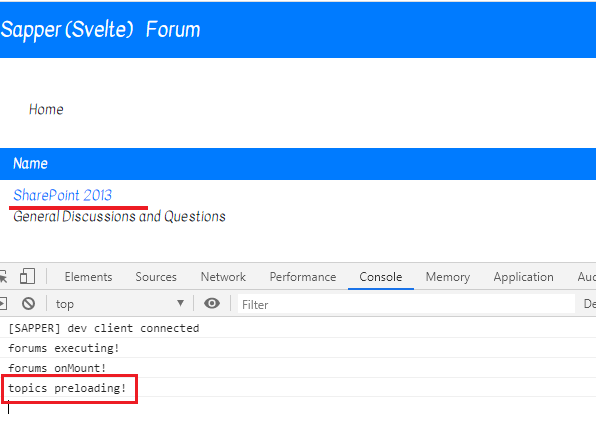 Sapper (Svelte) Forum
Home
Name
SharePoint 2013
General Discussions and Questions
Elements Sources Network Performance Console Memory Application Aud
top Filter De
[SAPPER] dev client connected
forums executing!
forums onMount!
topics preloading!